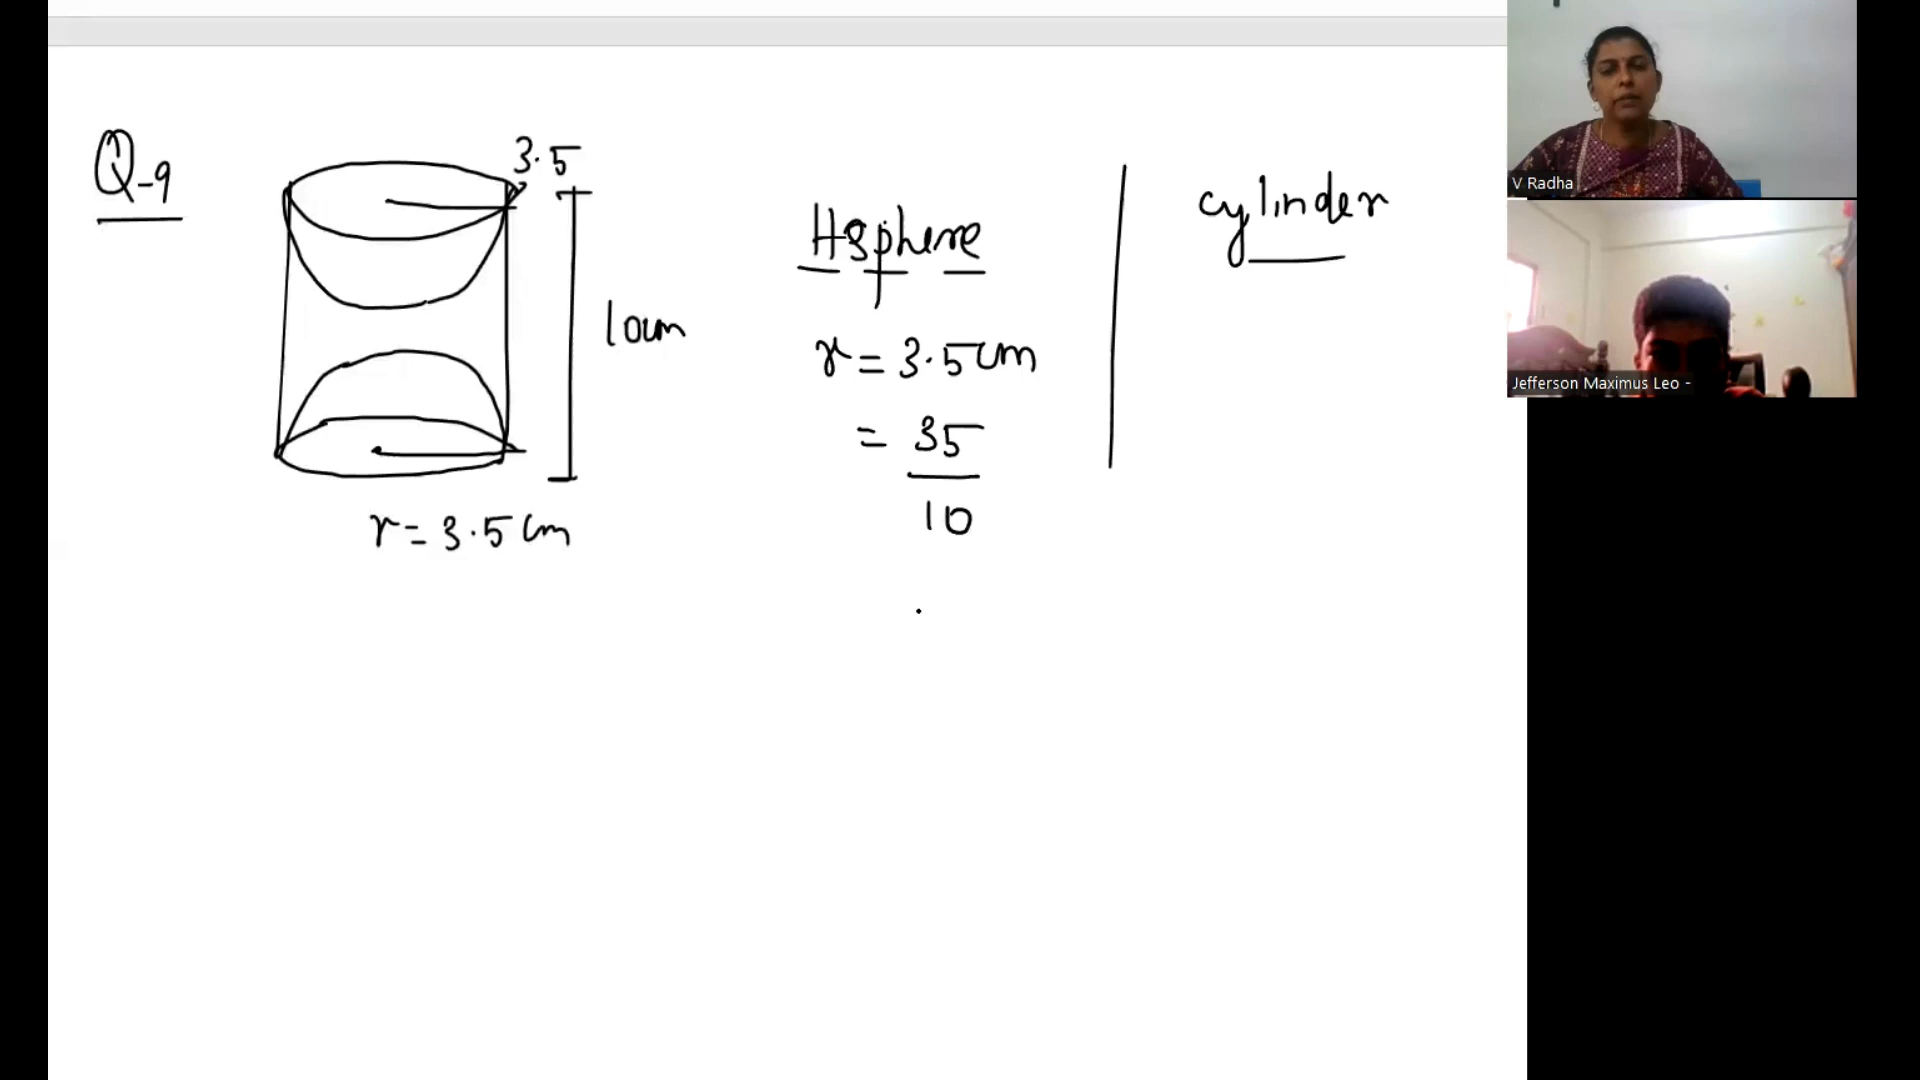 Q-9
3.5
10cm
r = 3.5 cm
Hsphere
r = 3.5 cm
= 35
10
cylinder
V Radha
Jefferson Maximus Leo -